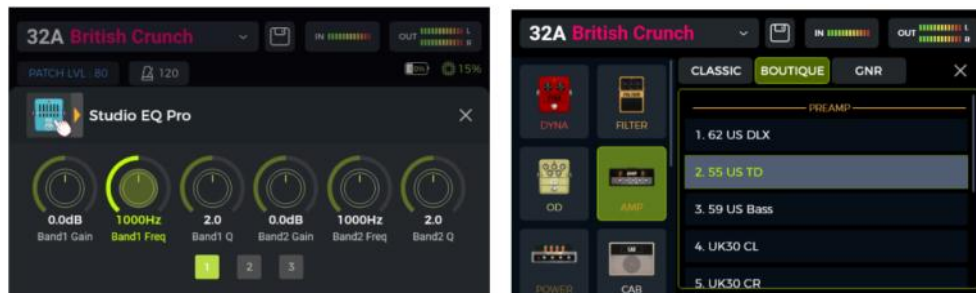 32A British Crunch
IN
OUT
L
R
PATCH LVL : 80
120
15%
Studio EQ Pro
0.0dB
1000Hz
2.0
0.0dB
1000Hz
2.0
Band1 Gain
Band1 Freq
Band1 Q
Band2 Gain
Band2 Freq
Band2 Q
1
2
3
32A British Crunch
IN
OUT
L
R
CLASSIC
BOUTIQUE
GNR
DYNA
FILTER
OD
AMP
POWER
CAB
PREAMP
1. 62 US DLX
2. 55 US TD
3. 59 US Bass
4. UK30 CL
5. UK30 CR